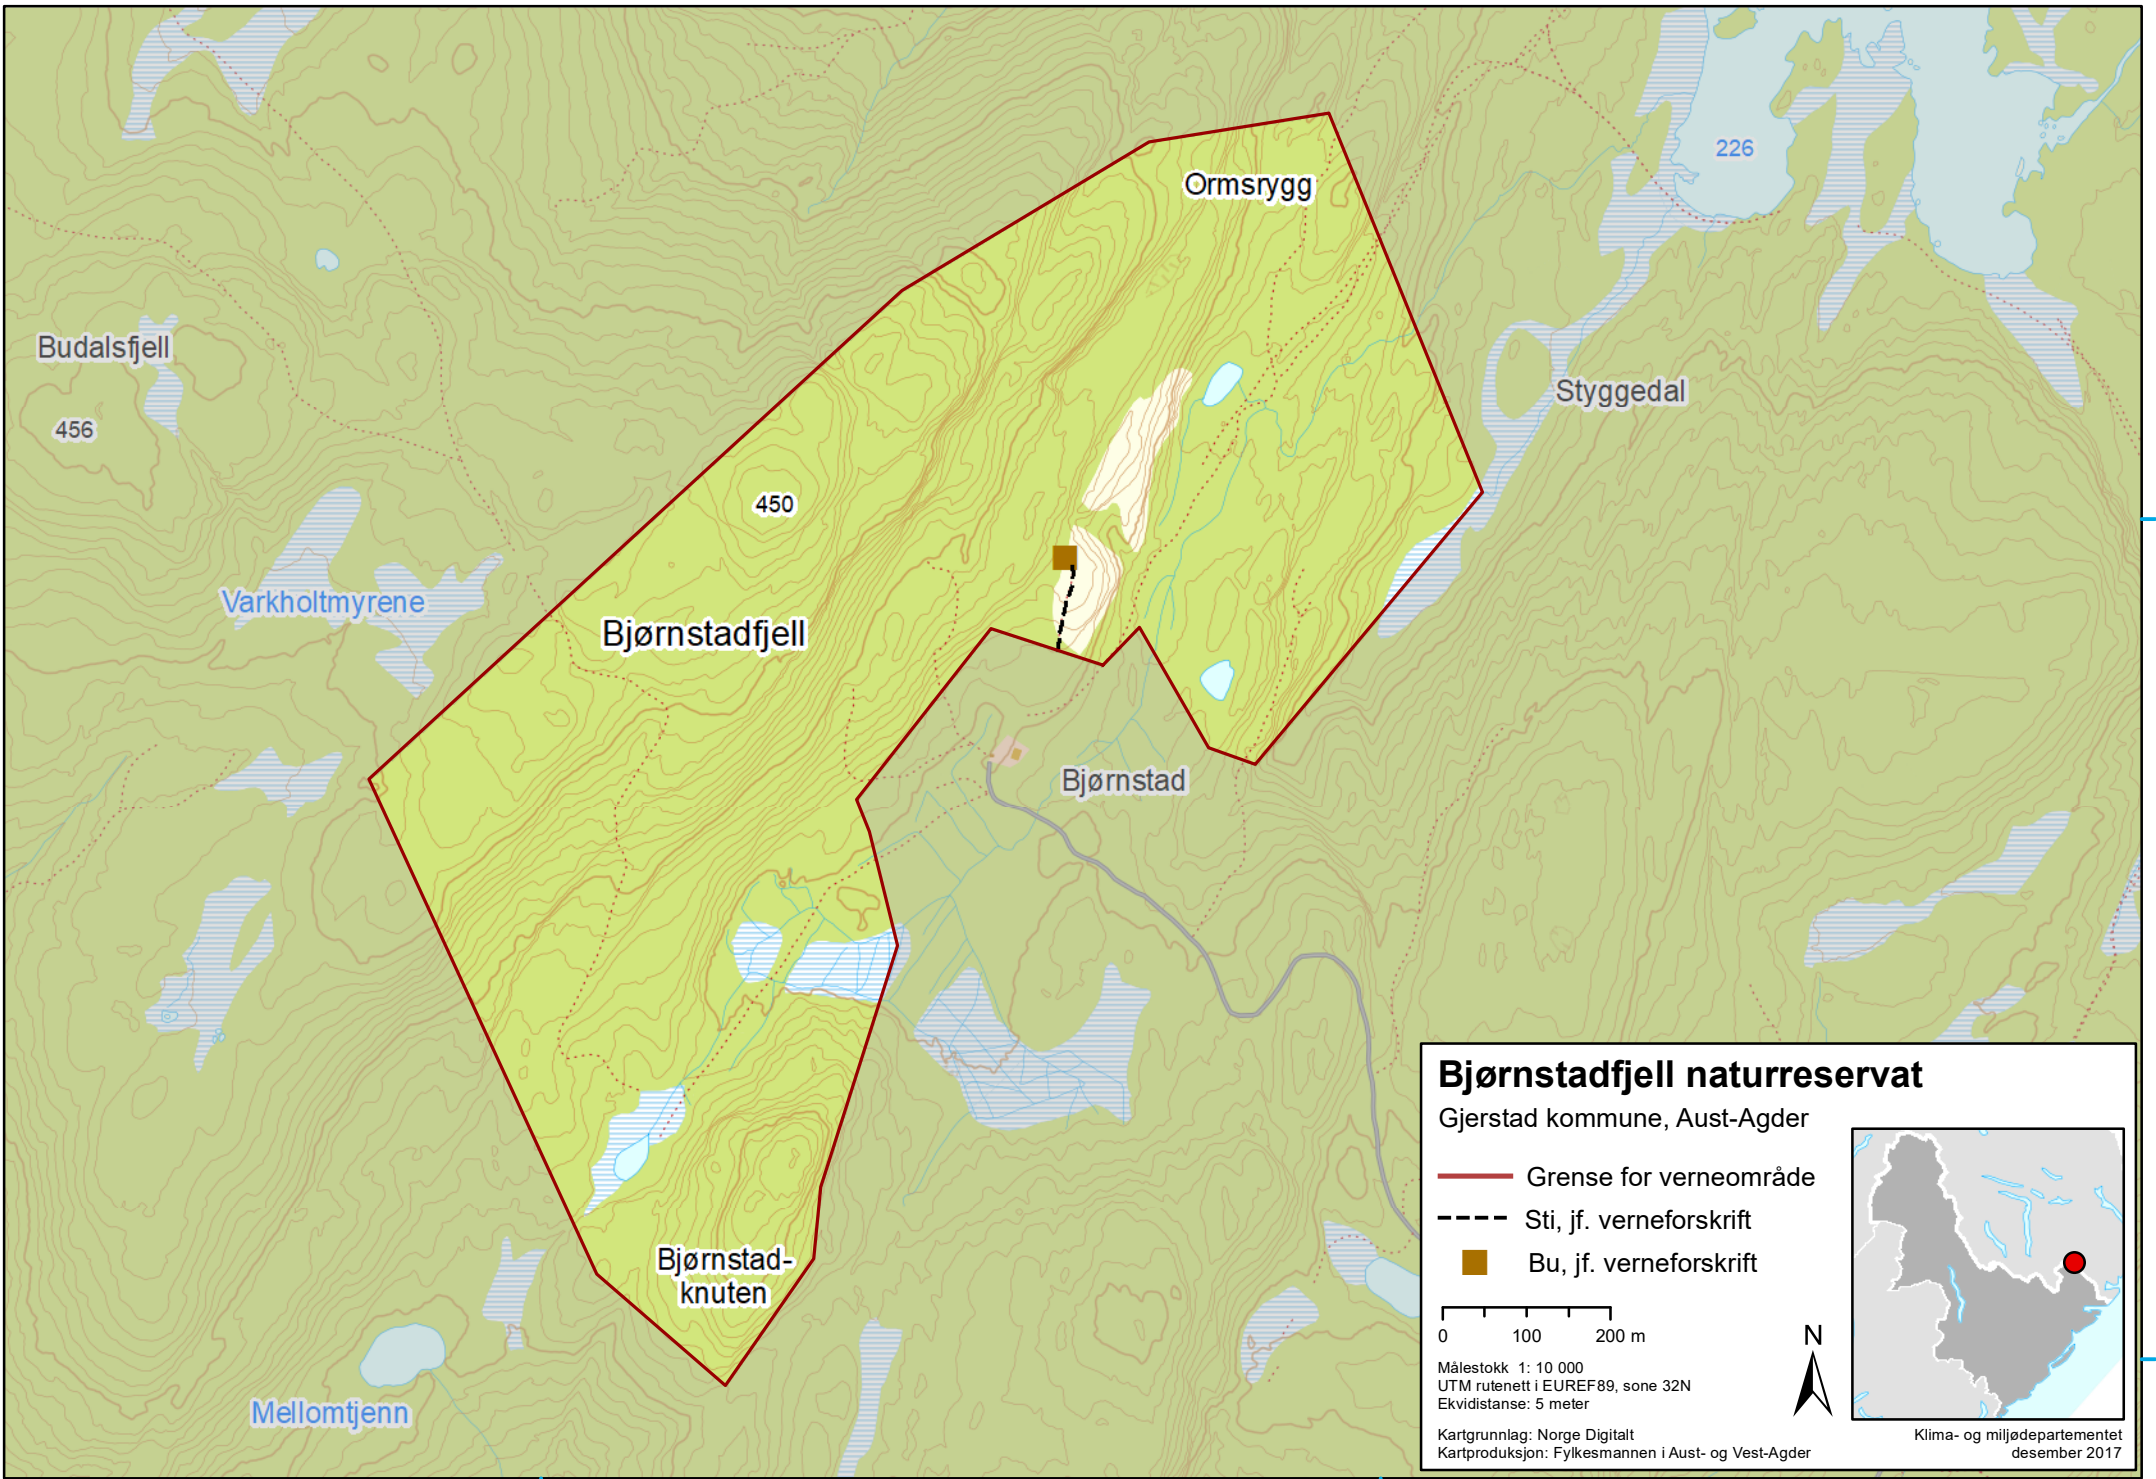 226
Ormsrygg
Budalsfjell
Styggedal
456
450
Varkholtmyrene
Bjørnstadfjell
Bjørnstad
Bjørnstad-
knuten
Mellomtjenn
Bjørnstadfjell naturreservat
Gjerstad kommune, Aust-Agder
Grense for verneområde
Sti, jf. verneforskrift
Bu, jf. verneforskrift
0 100 200 m
N
Målestokk 1: 10 000
UTM rutenett i EUREF89, sone 32N
Ekvidistanse: 5 meter
Kartgrunnlag: Norge Digitalt
Kartproduksjon: Fylkesmannen i Aust- og Vest-Agder
Klima- og miljødepartementet
desember 2017